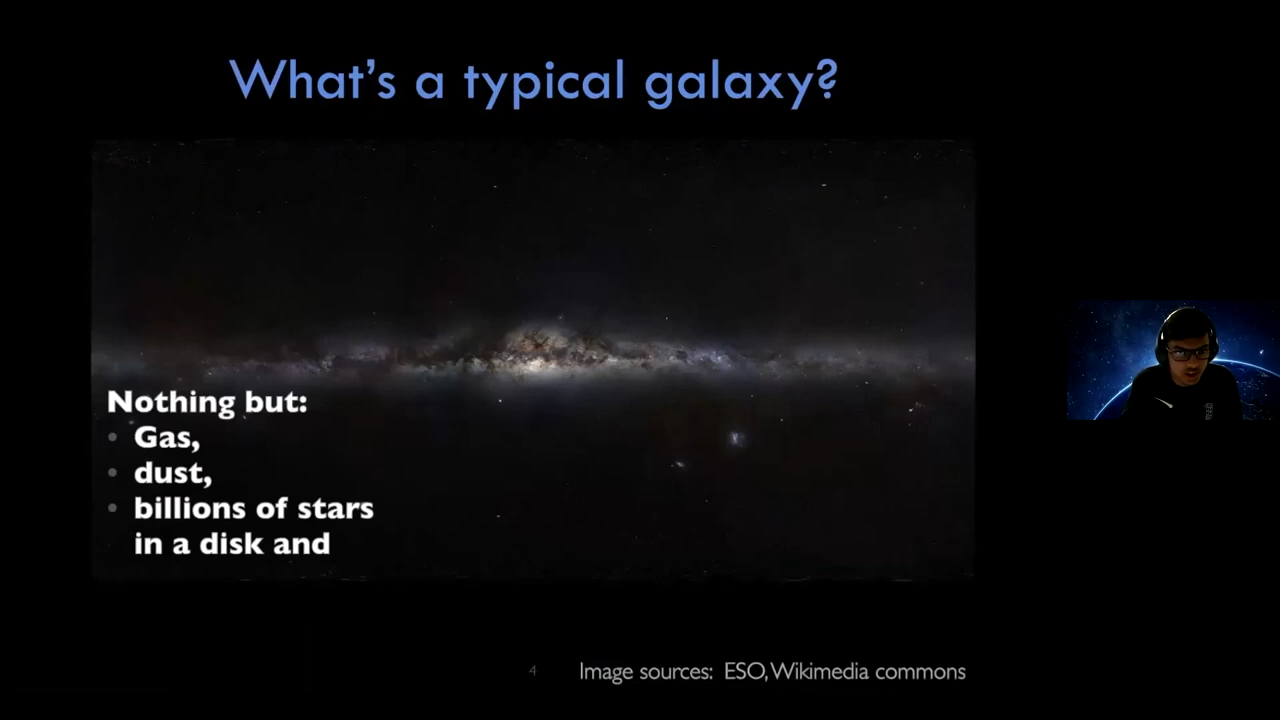 What's a typical galaxy?
Nothing but:
• Gas,
• dust,
• billions of stars
in a disk and
4
Image sources: ESO, Wikimedia commons